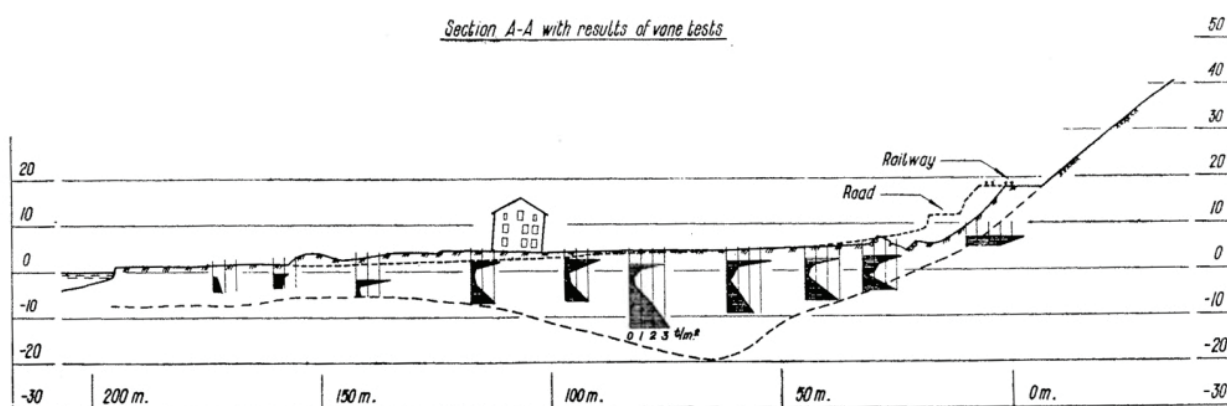 Section A-A with results of vane tests
50
40
30
20 Railway 20
Road
10 10
0 0
-10 -10
0 1 2 3 t/m²
-20 -20
-30 200 m. 150 m. 100 m. 50 m. 0 m. -30